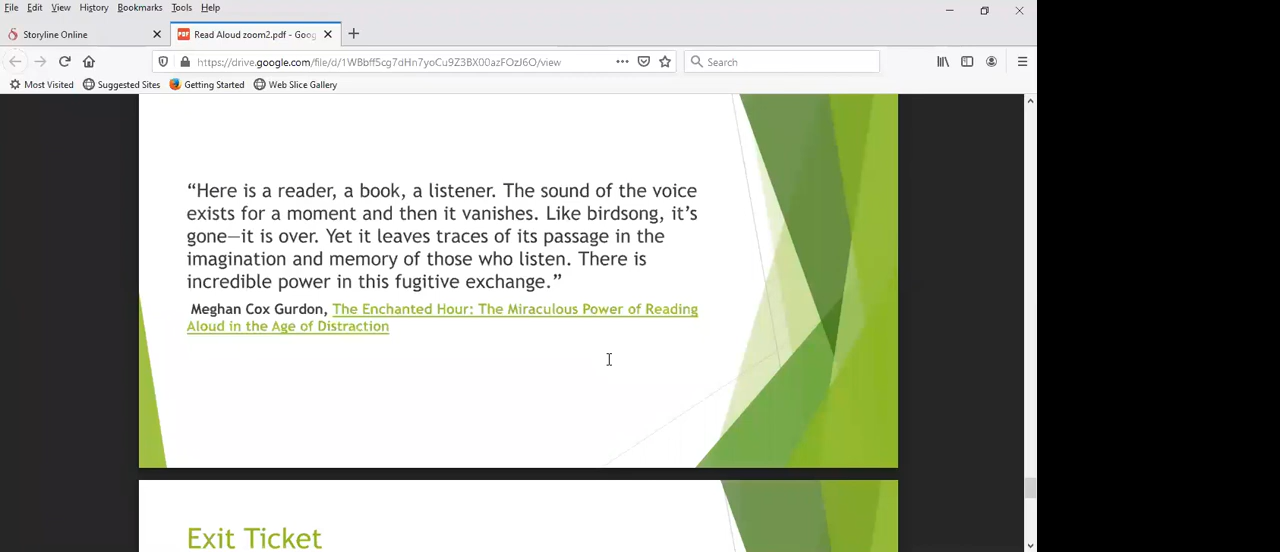 File Edit View History Bookmarks Tools Help
Storyline Online
PDF Read Aloud zoom2.pdf - Goog
https://drive.google.com/file/d/1WBbff5cg7dHn7yoCu9Z3BX00azFOzJ6O/view
Search
Most Visited Suggested Sites Getting Started Web Slice Gallery
“Here is a reader, a book, a listener. The sound of the voice
exists for a moment and then it vanishes. Like birdsong, it’s
gone—it is over. Yet it leaves traces of its passage in the
imagination and memory of those who listen. There is
incredible power in this fugitive exchange.”
Meghan Cox Gurdon, The Enchanted Hour: The Miraculous Power of Reading
Aloud in the Age of Distraction
Exit Ticket